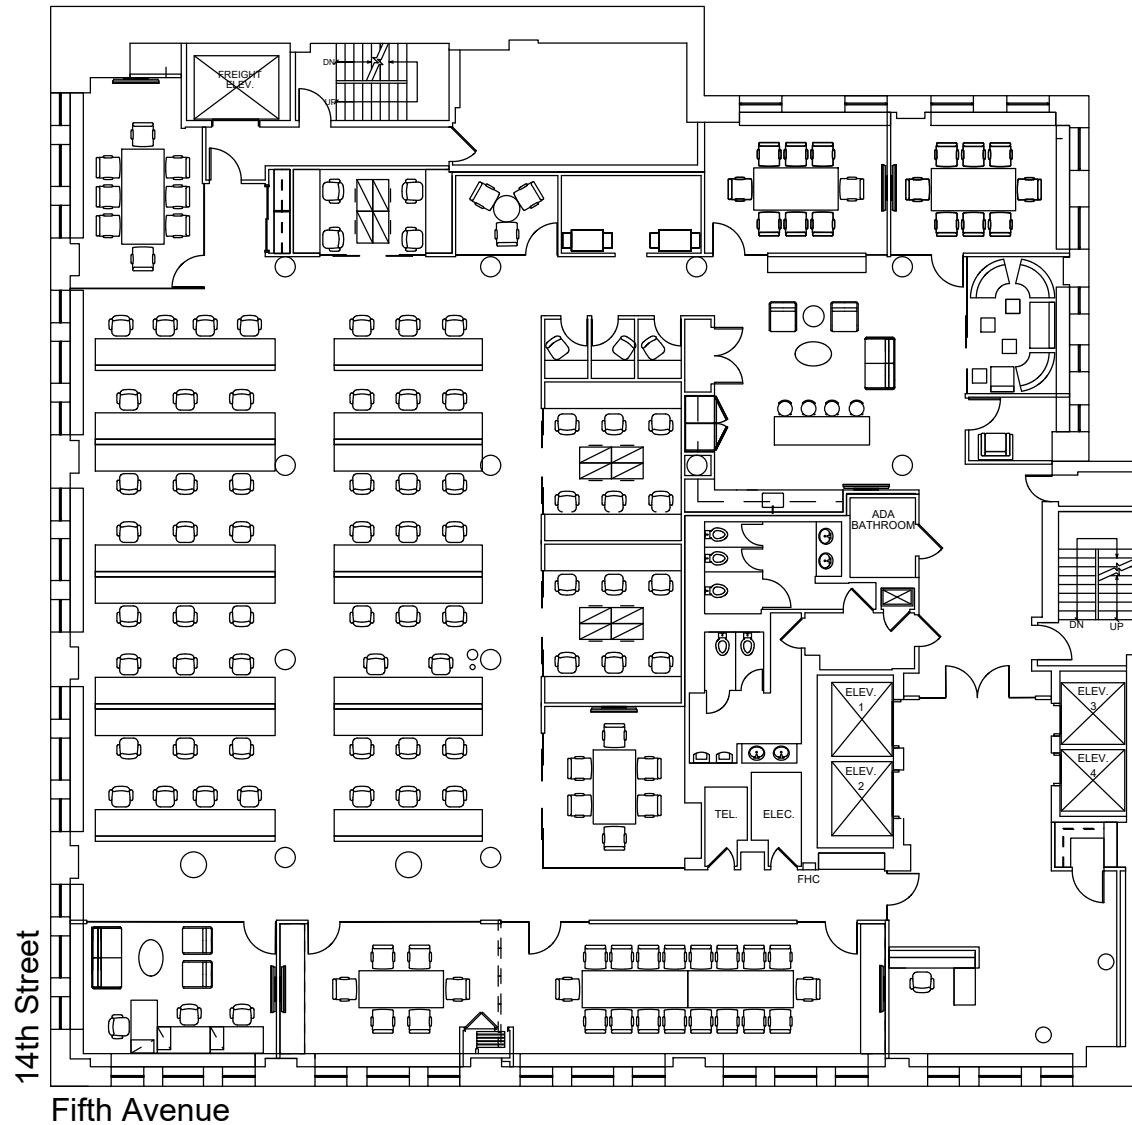 FREIGHT
ELEV.
DN
UP
ADA
BATHROOM
DN
UP
ELEV.
1
ELEV.
3
ELEV.
2
ELEV.
4
TEL.
ELEC.
FHC
14th Street
Fifth Avenue